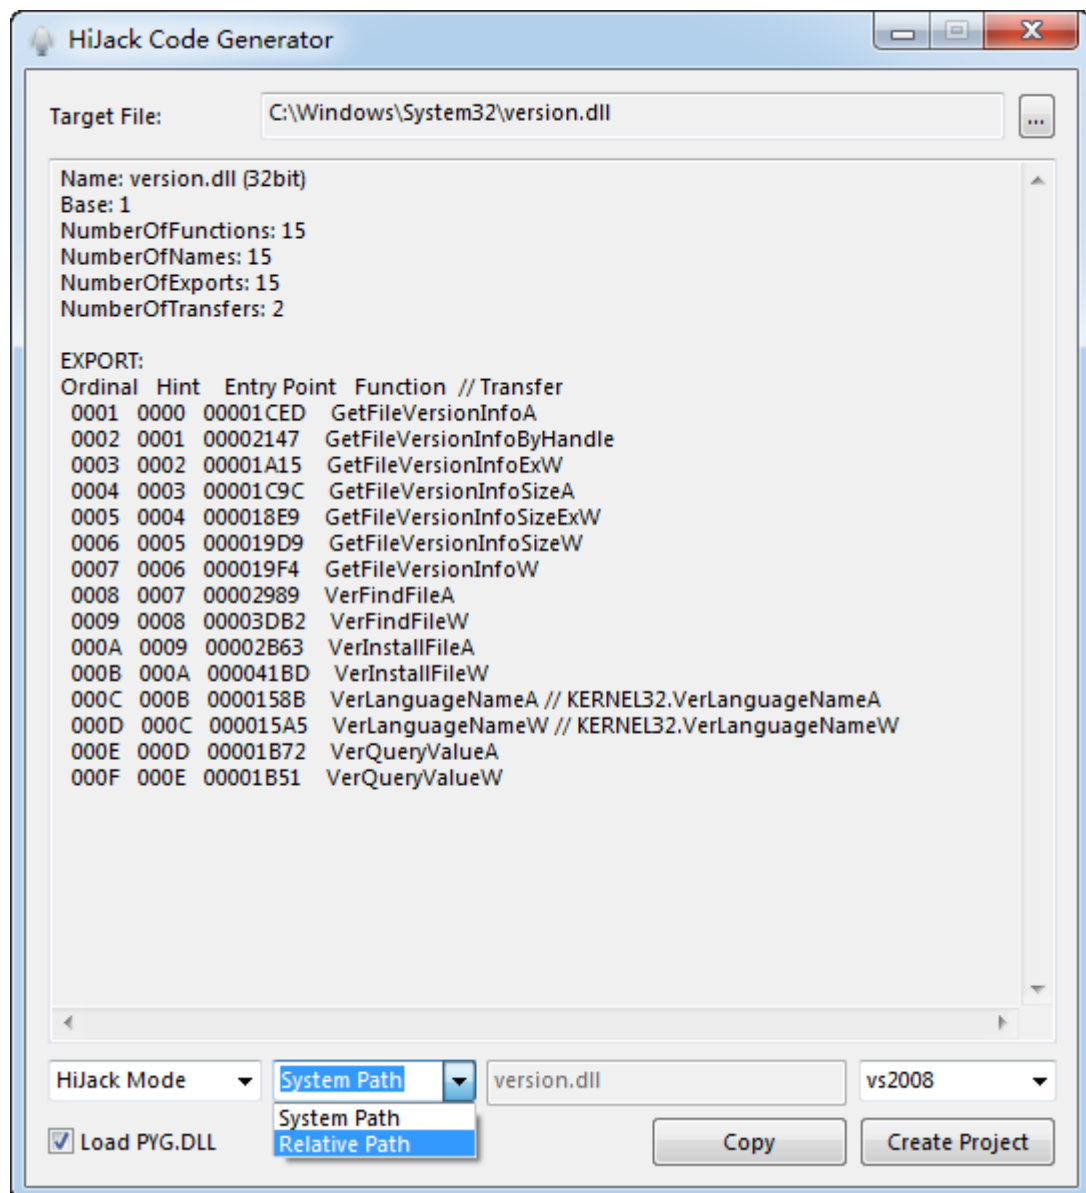 HiJack Code Generator
Target File: C:\Windows\System32\version.dll ...
Name: version.dll (32bit)
Base: 1
NumberOfFunctions: 15
NumberOfNames: 15
NumberOfExports: 15
NumberOfTransfers: 2
EXPORT:
Ordinal Hint Entry Point Function // Transfer
0001 0000 00001CED GetFileVersionInfoA
0002 0001 00002147 GetFileVersionInfoByHandle
0003 0002 00001A15 GetFileVersionInfoExW
0004 0003 00001C9C GetFileVersionInfoSizeA
0005 0004 000018E9 GetFileVersionInfoSizeExW
0006 0005 000019D9 GetFileVersionInfoSizeW
0007 0006 000019F4 GetFileVersionInfoW
0008 0007 00002989 VerFindFileA
0009 0008 00003DB2 VerFindFileW
000A 0009 00002B63 VerInstallFileA
000B 000A 000041BD VerInstallFileW
000C 000B 0000158B VerLanguageNameA // KERNEL32.VerLanguageNameA
000D 000C 000015A5 VerLanguageNameW // KERNEL32.VerLanguageNameW
000E 000D 00001B72 VerQueryValueA
000F 000E 00001B51 VerQueryValueW
HiJack Mode System Path version.dll vs2008
System Path
Relative Path
Load PYG.DLL Copy Create Project